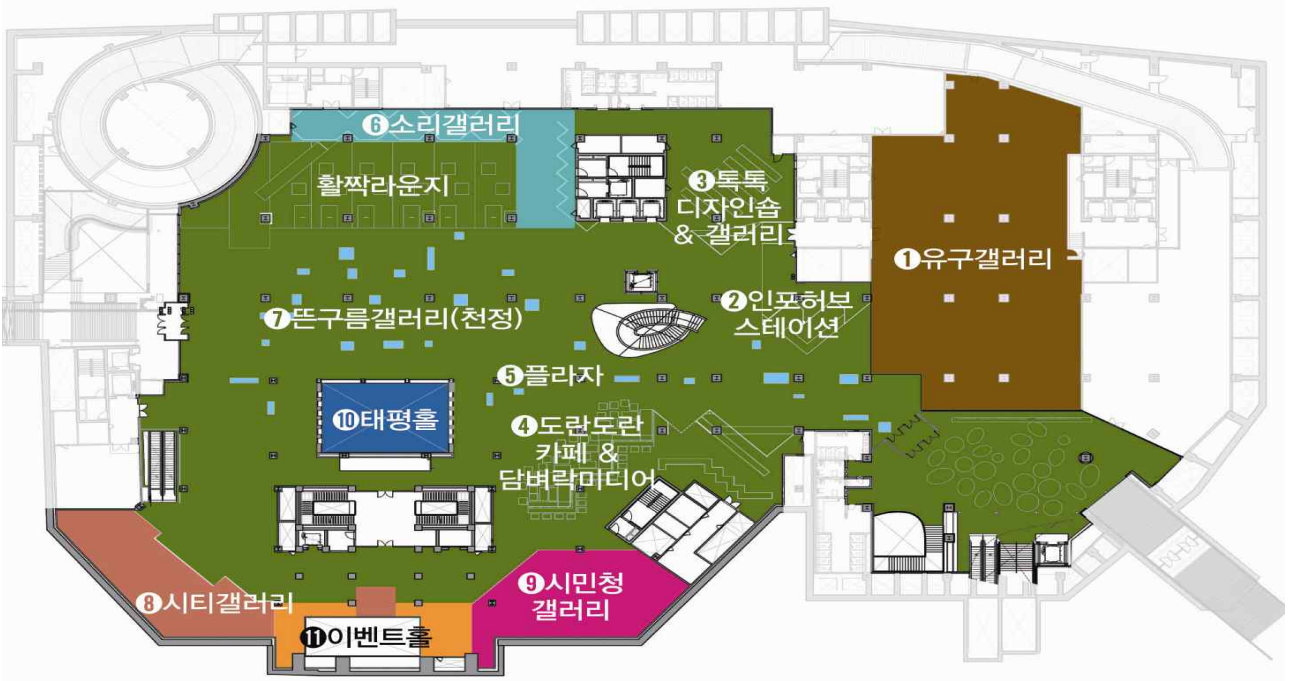 ❻소리갤러리
활짝라운지
❸톡톡
디자인숍
& 갤러리
❶유구갤러리
❷인포허브
스테이션
❼뜬구름갤러리(천정)
❺플라자
❿태평홀
❹도란도란
카페 &
담벼락미디어
❾시민청
갤러리
❽시티갤러리
⓫이벤트홀